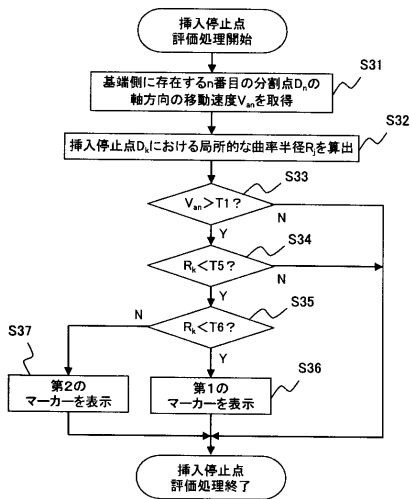 挿入停止点
評価処理開始
S31
基端側に存在するn番目の分割点Dnの
軸方向の移動速度Vanを取得
S32
挿入停止点Dkにおける局所的な曲率半径Rjを算出
S33
Van>T1?
N
Y
S34
Rk<T5?
N
Y
S35
N
Rk<T6?
S37
Y
S36
第2の
マーカーを表示
第1の
マーカーを表示
挿入停止点
評価処理終了